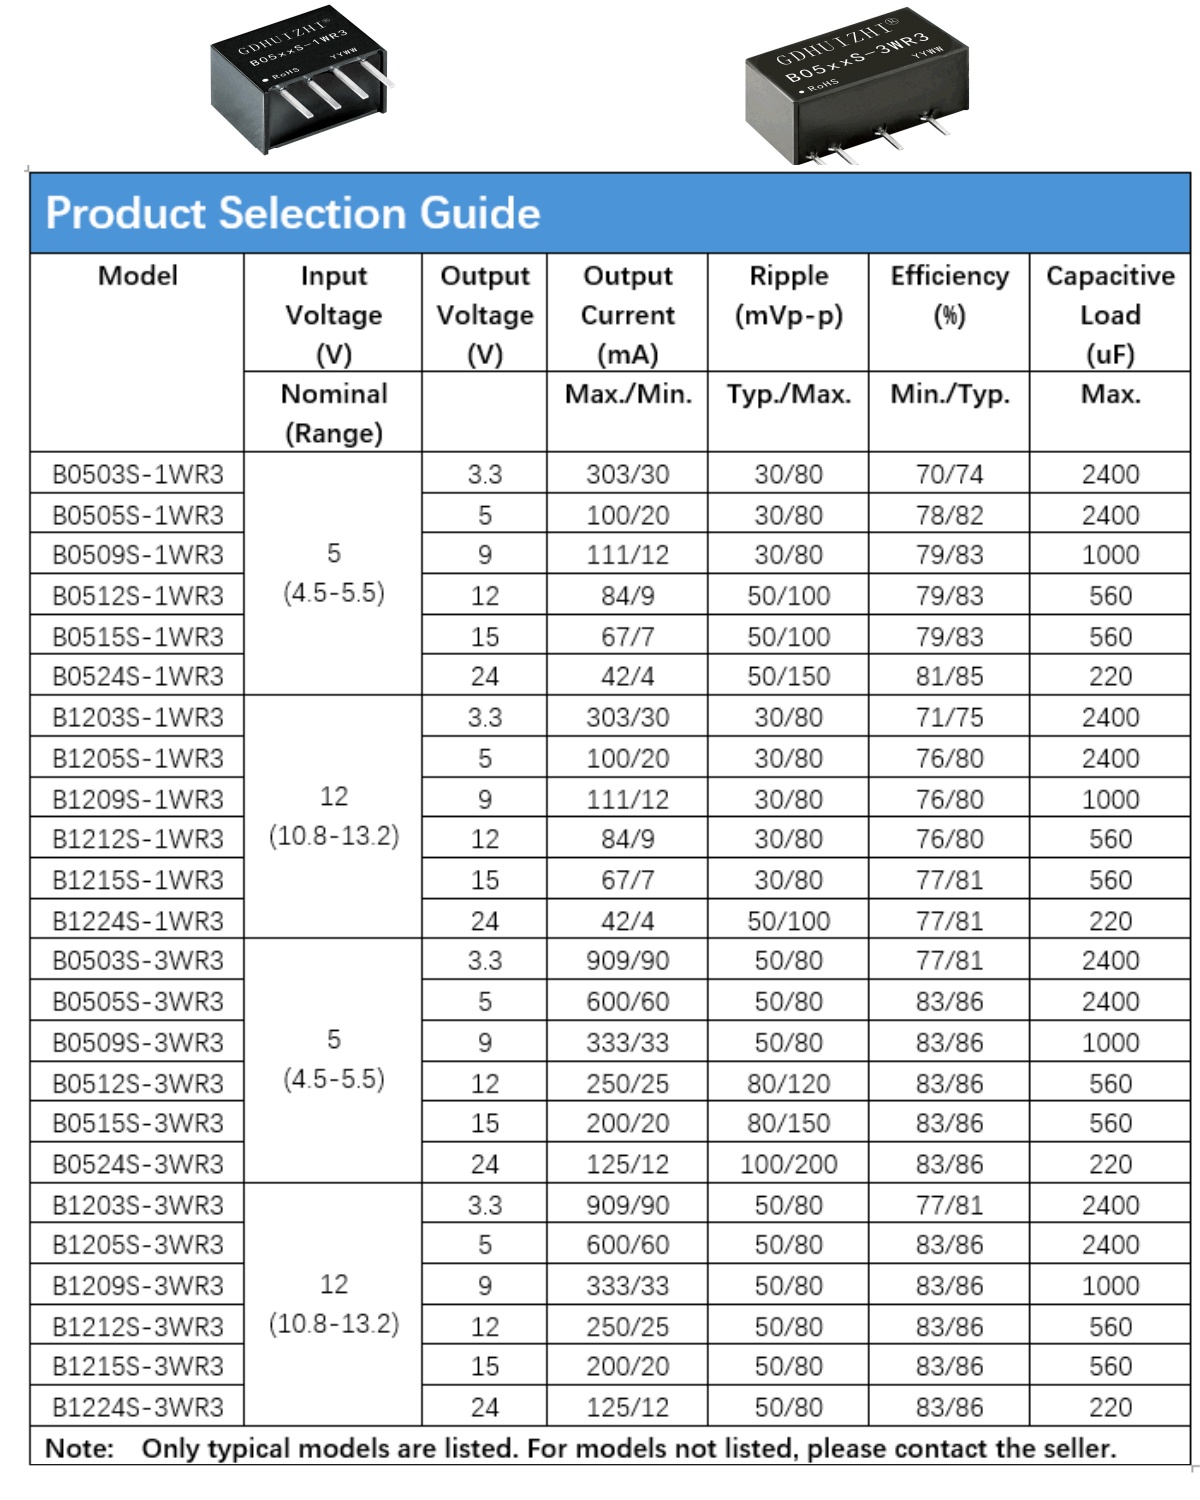 GDHUIZHI®
B05××S-1WR3
RoHS YYWW
GDHUIZHI®
B05××S-3WR3
RoHS YYWW
Product Selection Guide
Model Input Voltage (V) Output Voltage (V) Output Current (mA) Ripple (mVp-p) Efficiency (%) Capacitive Load (uF)
Nominal (Range) Max./Min. Typ./Max. Min./Typ. Max.
B0503S-1WR3 5 (4.5-5.5) 3.3 303/30 30/80 70/74 2400
B0505S-1WR3 5 100/20 30/80 78/82 2400
B0509S-1WR3 9 111/12 30/80 79/83 1000
B0512S-1WR3 12 84/9 50/100 79/83 560
B0515S-1WR3 15 67/7 50/100 79/83 560
B0524S-1WR3 24 42/4 50/150 81/85 220
B1203S-1WR3 12 (10.8-13.2) 3.3 303/30 30/80 71/75 2400
B1205S-1WR3 5 100/20 30/80 76/80 2400
B1209S-1WR3 9 111/12 30/80 76/80 1000
B1212S-1WR3 12 84/9 30/80 76/80 560
B1215S-1WR3 15 67/7 30/80 77/81 560
B1224S-1WR3 24 42/4 50/100 77/81 220
B0503S-3WR3 5 (4.5-5.5) 3.3 909/90 50/80 77/81 2400
B0505S-3WR3 5 600/60 50/80 83/86 2400
B0509S-3WR3 9 333/33 50/80 83/86 1000
B0512S-3WR3 12 250/25 80/120 83/86 560
B0515S-3WR3 15 200/20 80/150 83/86 560
B0524S-3WR3 24 125/12 100/200 83/86 220
B1203S-3WR3 12 (10.8-13.2) 3.3 909/90 50/80 77/81 2400
B1205S-3WR3 5 600/60 50/80 83/86 2400
B1209S-3WR3 9 333/33 50/80 83/86 1000
B1212S-3WR3 12 250/25 50/80 83/86 560
B1215S-3WR3 15 200/20 50/80 83/86 560
B1224S-3WR3 24 125/12 50/80 83/86 220
Note: Only typical models are listed. For models not listed, please contact the seller.